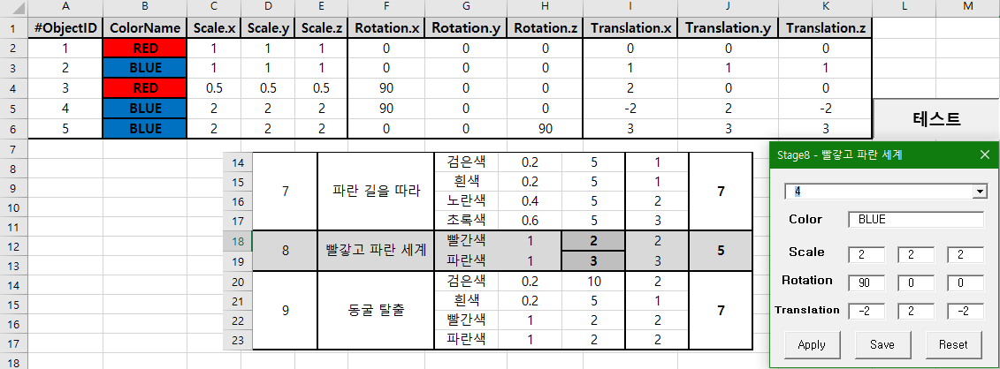 A B C D E F G H I J K L M
1 #ObjectID ColorName Scale.x Scale.y Scale.z Rotation.x Rotation.y Rotation.z Translation.x Translation.y Translation.z
2 1 RED 1 1 1 0 0 0 0 0 0
3 2 BLUE 1 1 1 0 0 0 1 1 1
4 3 RED 0.5 0.5 0.5 90 0 0 2 0 0
5 4 BLUE 2 2 2 90 0 0 -2 2 -2
6 5 BLUE 2 2 2 0 0 90 3 3 3
테스트
7
8
9
10
11
12
13
14
15
16
17
18
14 검은색 0.2 5 1
15 흰색 0.2 5 1
7 파란 길을 따라 7
16 노란색 0.4 5 2
17 초록색 0.6 5 3
18 빨간색 1 2 2
8 빨갛고 파란 세계 5
19 파란색 1 3 3
20 검은색 0.2 10 2
21 흰색 0.2 5 1
9 동굴 탈출 7
22 빨간색 1 2 2
23 파란색 1 2 2
Stage8 - 빨갛고 파란 세계
4
Color BLUE
Scale 2 2 2
Rotation 90 0 0
Translation -2 2 -2
Apply Save Reset